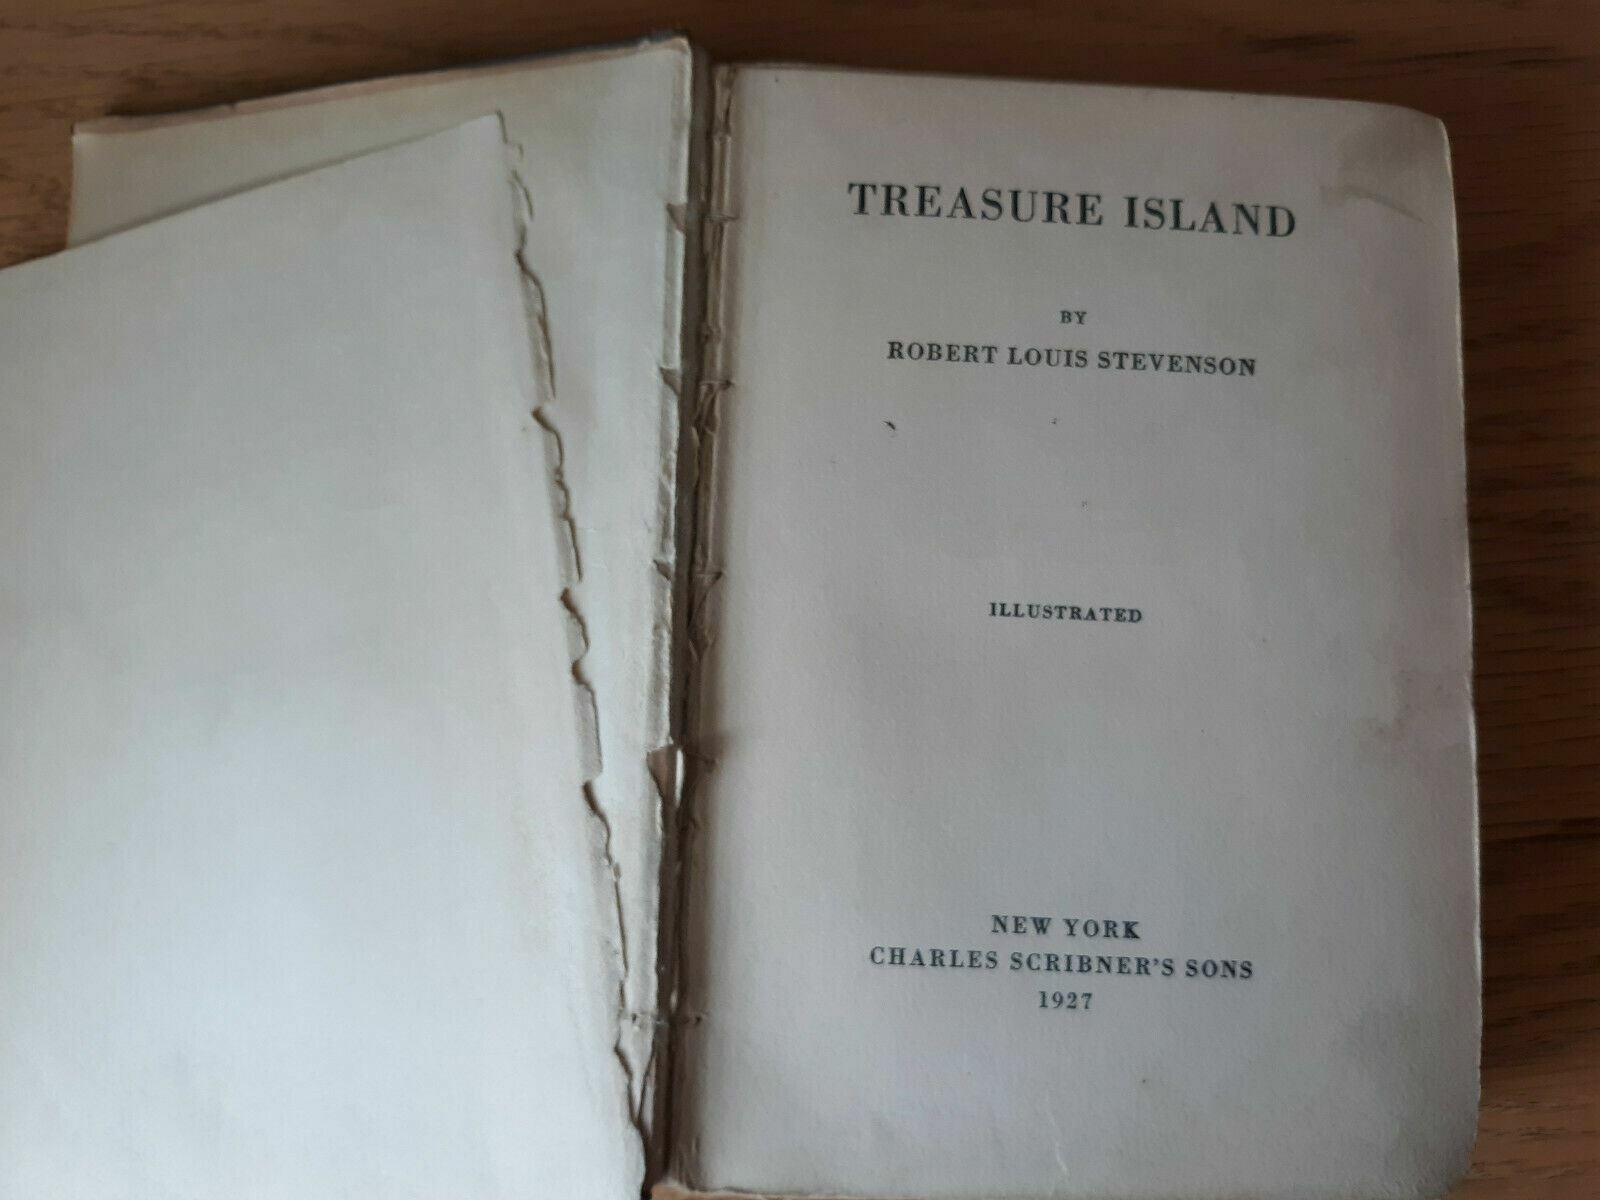 TREASURE ISLAND
BY
ROBERT LOUIS STEVENSON
ILLUSTRATED
NEW YORK
CHARLES SCRIBNER'S SONS
1927